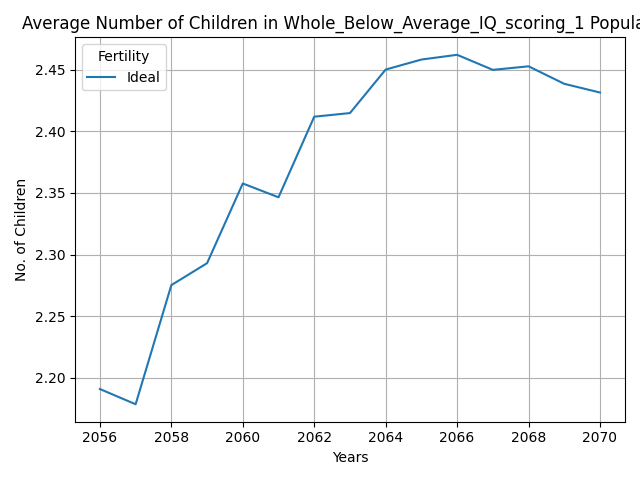 Average Number of Children in Whole_Below_Average_IQ_scoring_1 Popula
Fertility
Ideal
2.45
2.40
2.35
2.30
2.25
2.20
No. of Children
2056 2058 2060 2062 2064 2066 2068 2070
Years